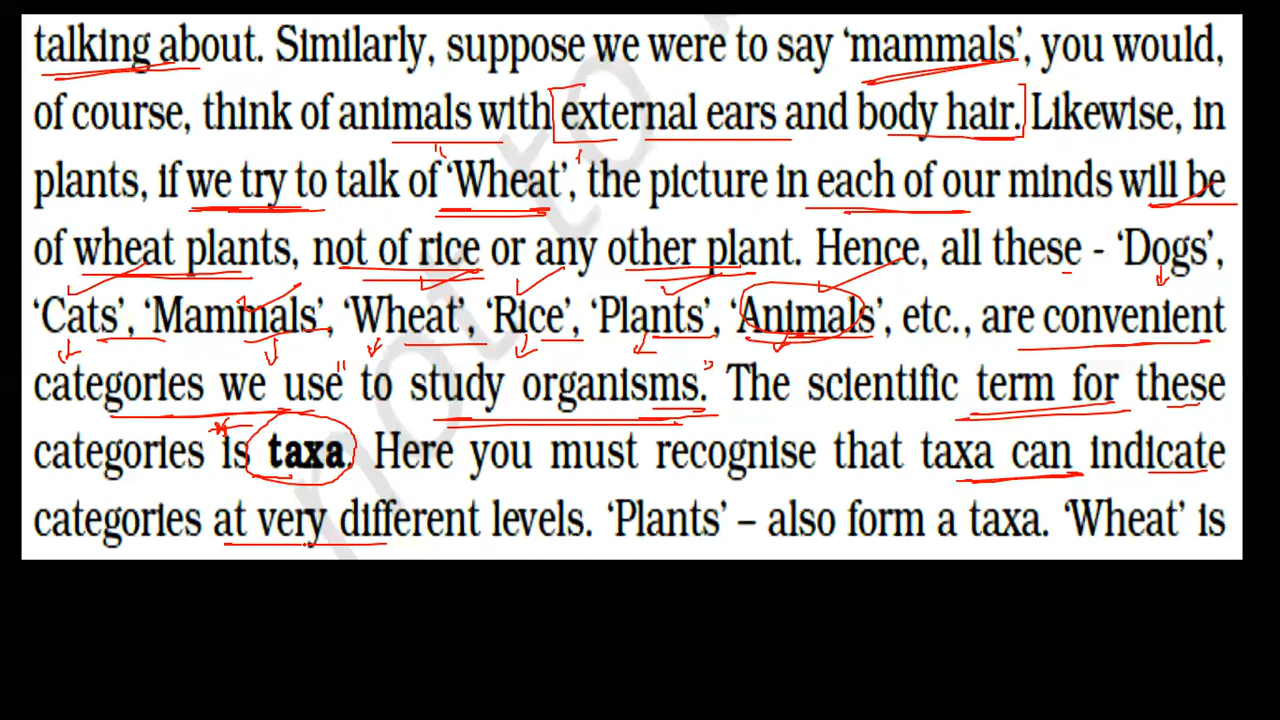 talking about. Similarly, suppose we were to say ‘mammals’, you would,
of course, think of animals with external ears and body hair. Likewise, in
plants, if we try to talk of ‘Wheat’, the picture in each of our minds will be
of wheat plants, not of rice or any other plant. Hence, all these - ‘Dogs’,
‘Cats’, ‘Mammals’, ‘Wheat’, ‘Rice’, ‘Plants’, ‘Animals’, etc., are convenient
categories we use to study organisms. The scientific term for these
categories is taxa. Here you must recognise that taxa can indicate
categories at very different levels. ‘Plants’ – also form a taxa. ‘Wheat’ is
not to